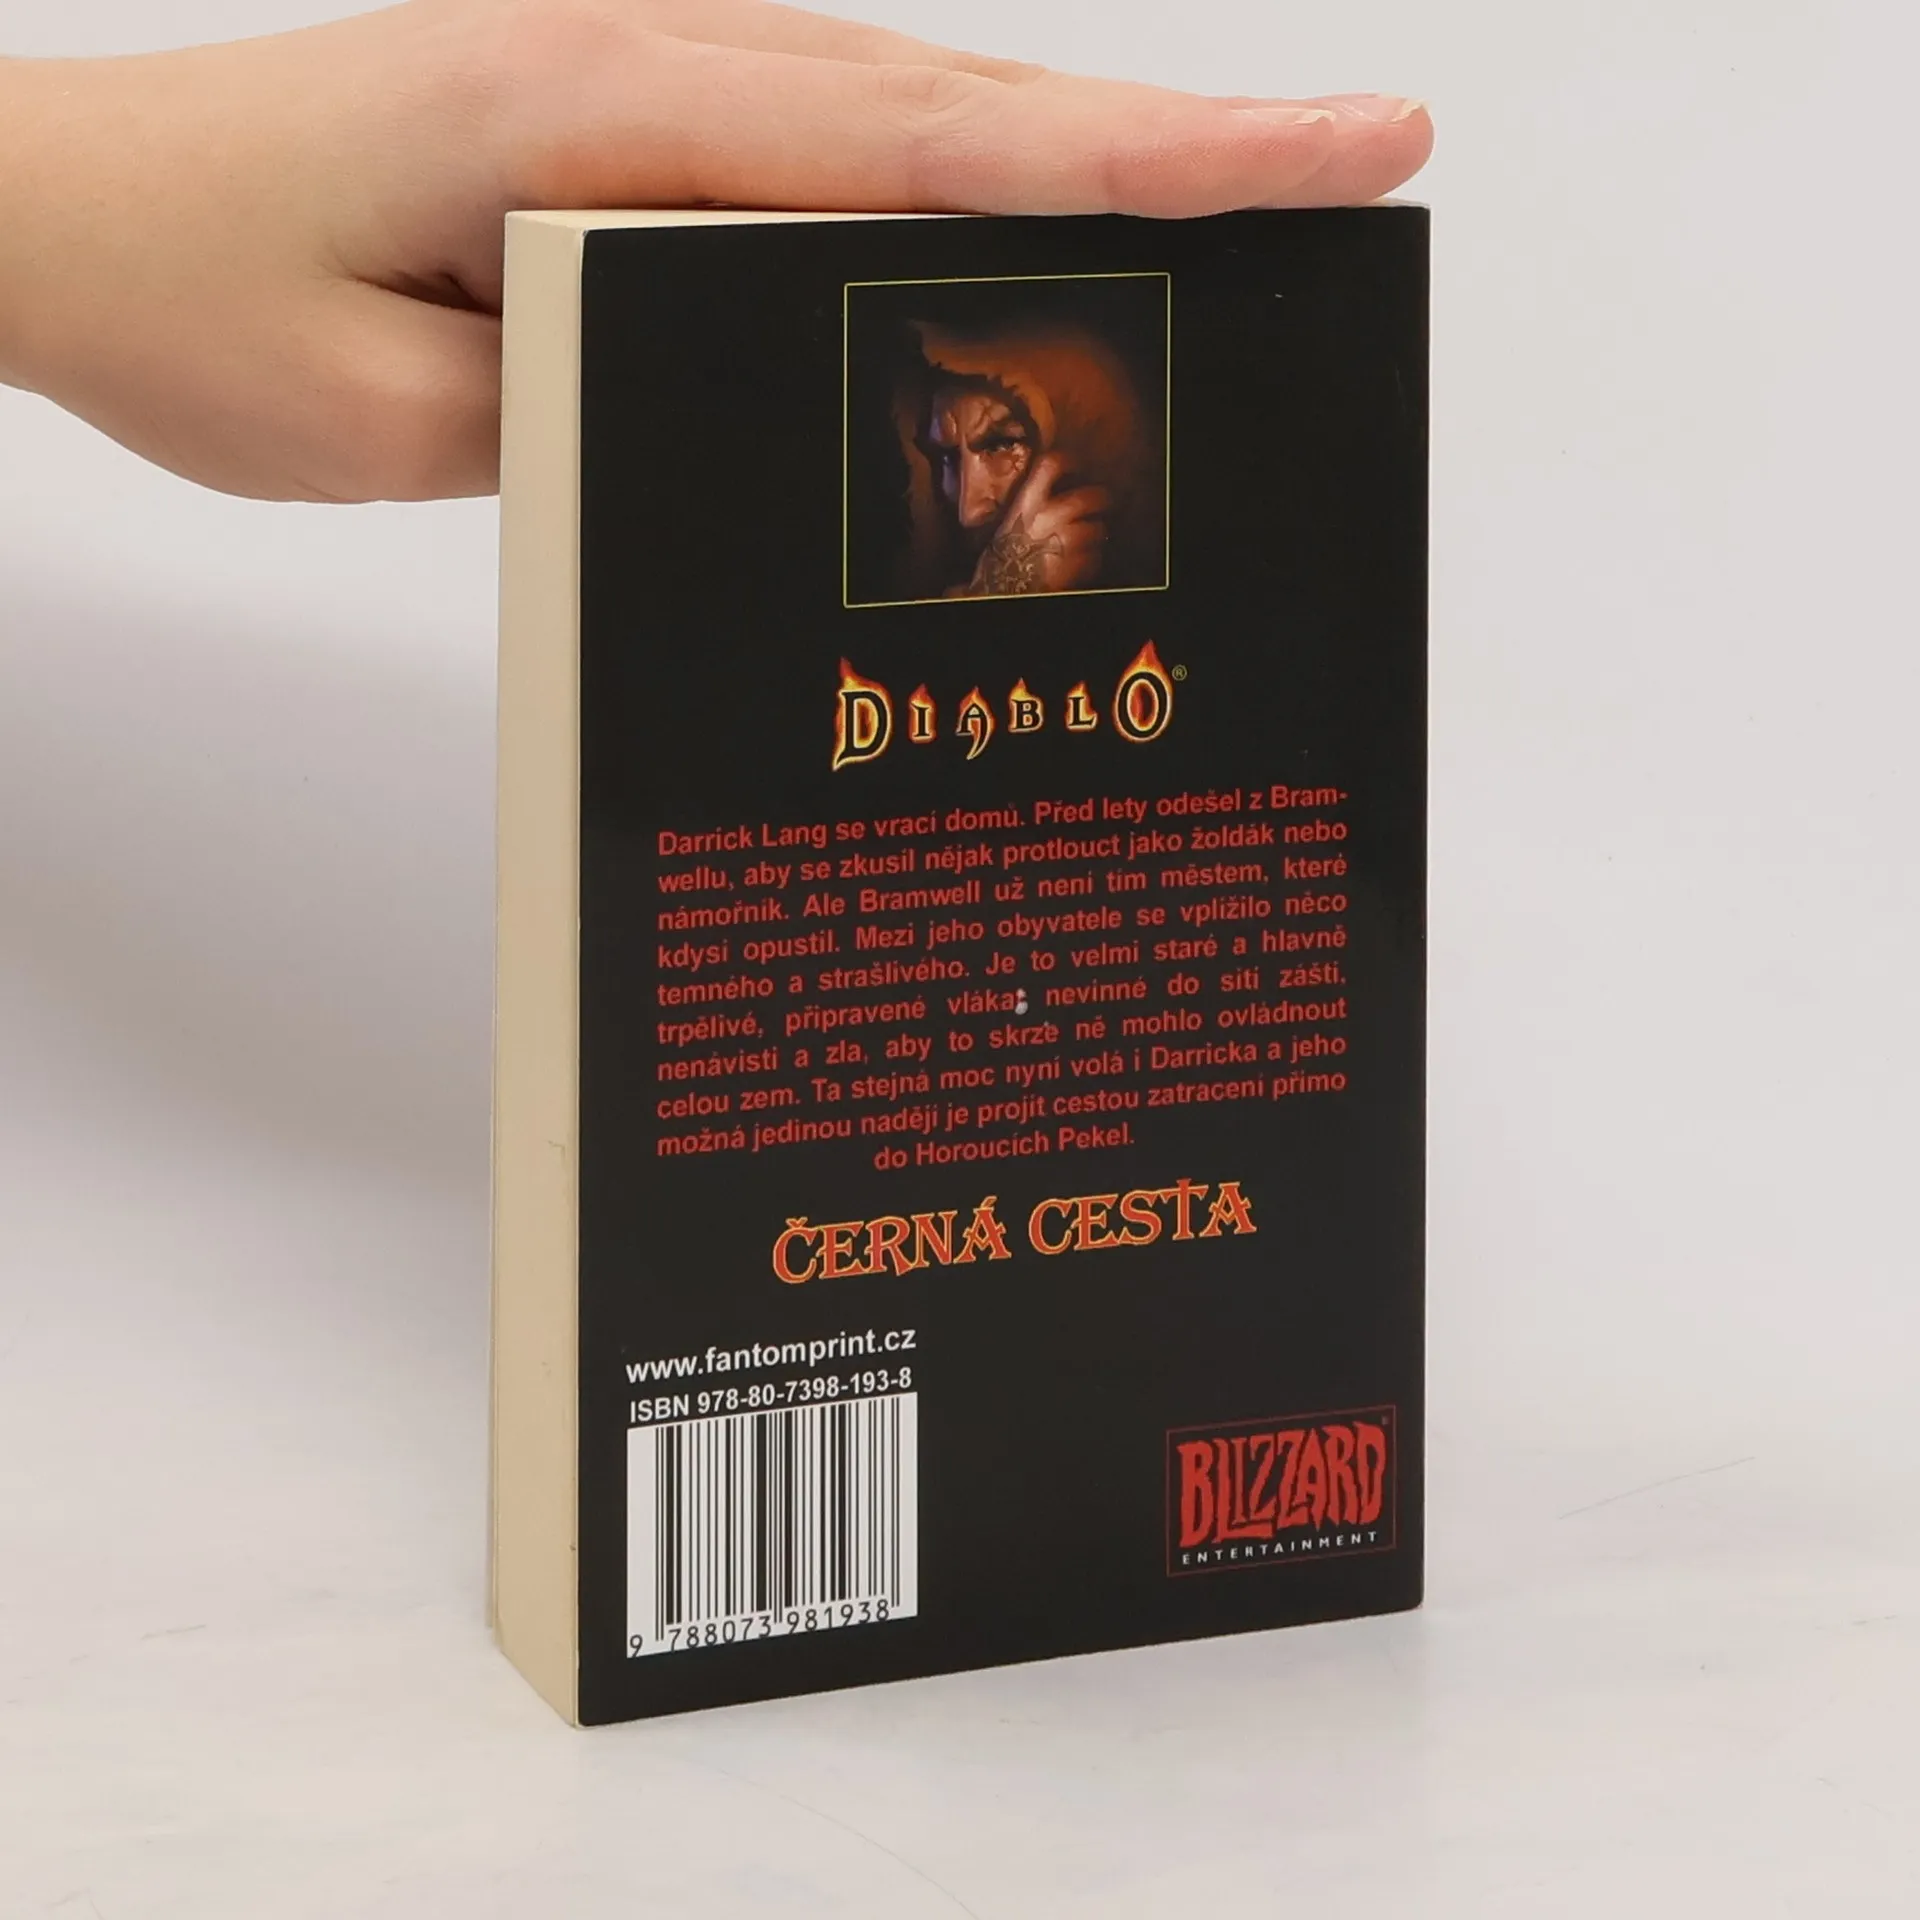 DIABLO®
Darrick Lang se vrací domů. Před lety odešel z Bram-
wellu, aby se zkusil nějak protlouct jako žoldák nebo
námořník. Ale Bramwell už není tím městem, které
kdysi opustil. Mezi jeho obyvatele se vplížilo něco
temného a strašlivého. Je to velmi staré a hlavně
trpělivé, připravené vláka nevinné do sítí zášti,
nenávisti a zla, aby to skrze ně mohlo ovládnout
celou zem. Ta stejná moc nyní volá i Darricka a jeho
možná jedinou nadějí je projít cestou zatracení přímo
do Horoucích Pekel.
ČERNÁ CESTA
www.fantomprint.cz
ISBN 978-80-7398-193-8
9 788073 981938
BLIZZARD®
ENTERTAINMENT